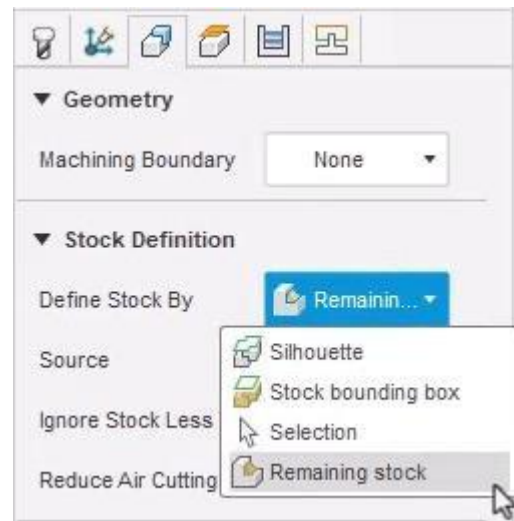 Geometry
Machining Boundary None
Stock Definition
Define Stock By Remainin...
Silhouette
Source
Stock bounding box
Ignore Stock Less
Selection
Reduce Air Cutting
Remaining stock